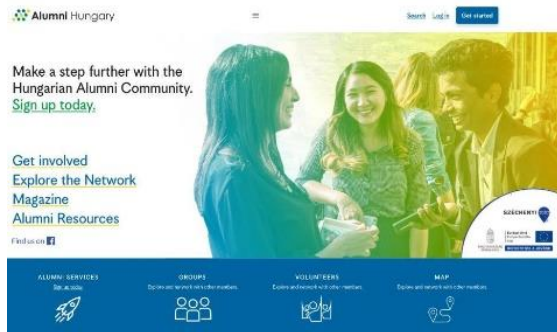 Alumni Hungary
Search Log in Get started
Make a step further with the
Hungarian Alumni Community.
Sign up today.
Get involved
Explore the Network
Magazine
Alumni Resources
Find us on
SZÉCHENYI
ALUMNI SERVICES
Sign up today
GROUPS
Explore and network with other members.
VOLUNTEERS
Explore and network with other members.
MAP
Explore and network with other members.